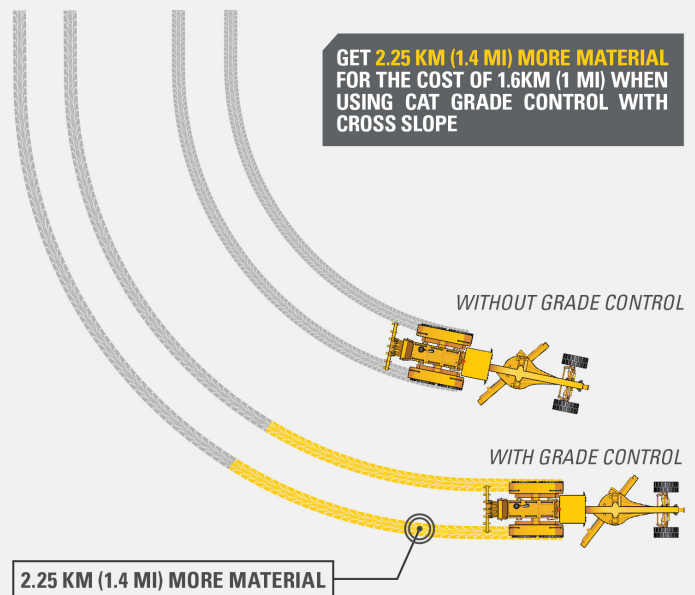 GET 2.25 KM (1.4 MI) MORE MATERIAL
FOR THE COST OF 1.6KM (1 MI) WHEN
USING CAT GRADE CONTROL WITH
CROSS SLOPE
WITHOUT GRADE CONTROL
WITH GRADE CONTROL
2.25 KM (1.4 MI) MORE MATERIAL